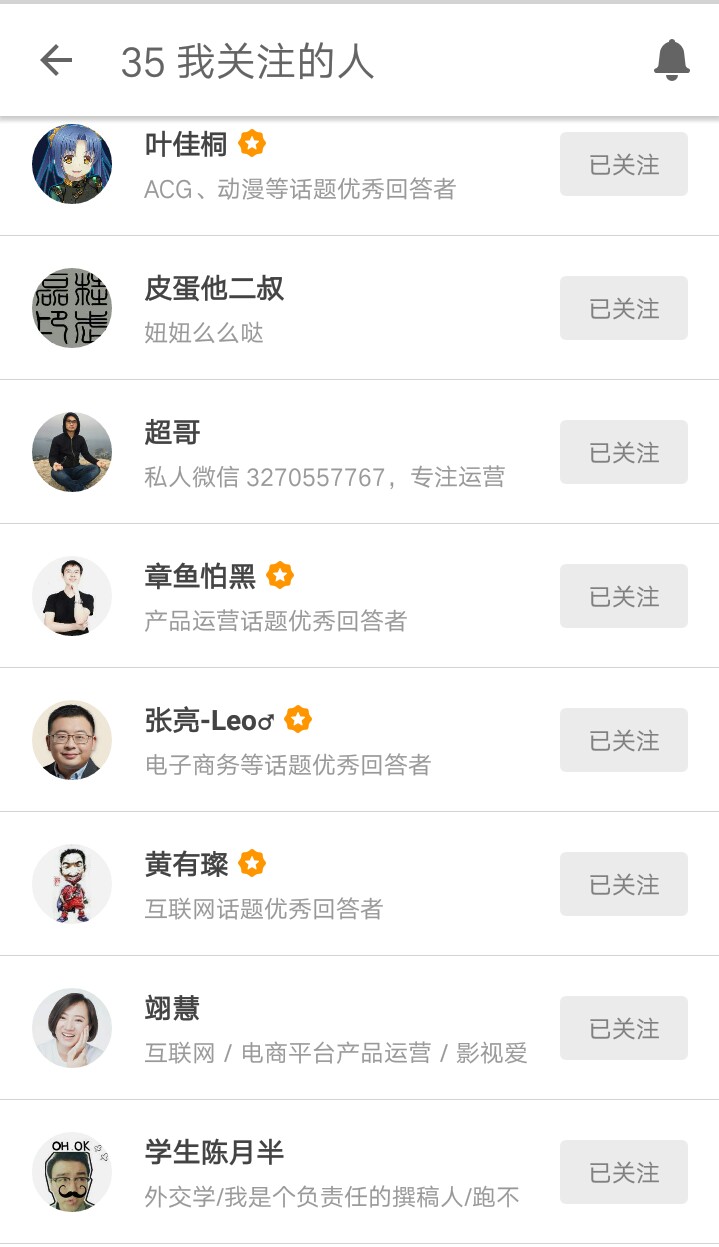 35 我关注的人
叶佳桐
已关注
ACG、动漫等话题优秀回答者
皮蛋他二叔
已关注
妞妞么么哒
超哥
已关注
私人微信 3270557767，专注运营
章鱼怕黑
已关注
产品运营话题优秀回答者
张亮-Leo♂
已关注
电子商务等话题优秀回答者
黄有璨
已关注
互联网话题优秀回答者
翊慧
已关注
互联网 / 电商平台产品运营 / 影视爱
OH OK
学生陈月半
已关注
外交学/我是个负责任的撰稿人/跑不